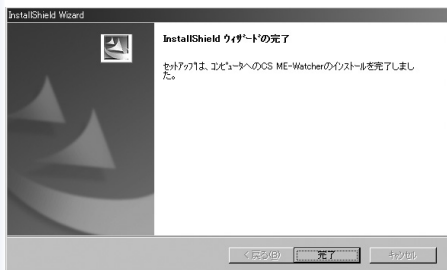 InstallShield Wizard
InstallShield ウィザードの完了
セットアップは、コンピュータへのCS ME-Watcherのインストールを完了しまし
た。
< 戻る(B)
完了
キャンセル